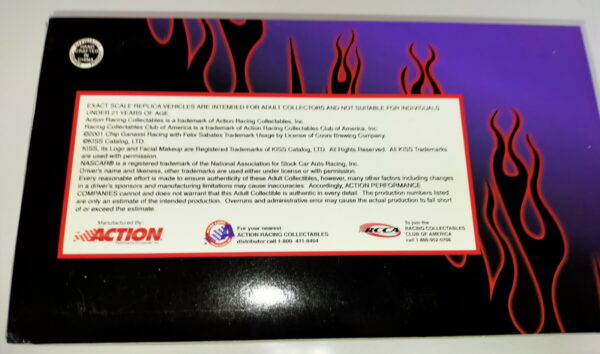 HAND
CRAFTED
IN
CHINA
EXACT SCALE REPLICA VEHICLES ARE INTENDED FOR ADULT COLLECTORS AND NOT SUITABLE FOR INDIVIDUALS
UNDER 21 YEARS OF AGE.
Action Racing Collectables is a trademark of Action Racing Collectables, Inc.
Racing Collectables Club of America is a trademark of Racing Collectables Club of America, Inc.
©2001 Chip Ganassi Racing with Felix Sabates Trademark Usage by License of Coors Brewing Company
©KISS Catalog, LTD.
KISS, its Logo and Facial Makeup are Registered Trademarks of KISS Catalog, LTD. All Rights Reserved. All KISS Trademarks
are used with permission.
NASCAR® is a registered trademark of the National Association for Stock Car Auto Racing, Inc.
Driver's name and likeness, other trademarks are used either under license or with permission.
Every reasonable effort is made to ensure authenticity of these Adult Collectibles, however, many other factors including changes
in a driver's sponsors and manufacturing limitations may cause inaccuracies. Accordingly, ACTION PERFORMANCE
COMPANIES cannot and does not warrant that this Adult Collectible is authentic in every detail. The production numbers listed
are only an estimate of the intended production. Overruns and administrative error may cause the actual production to fall short
of or exceed the estimate.
Manufactured By:
ACTION
For your nearest
ACTION RACING COLLECTABLES
distributor call 1-800-411-8404
RCCA
To join the
RACING COLLECTABLES
CLUB OF AMERICA
call 1-800-952-0708